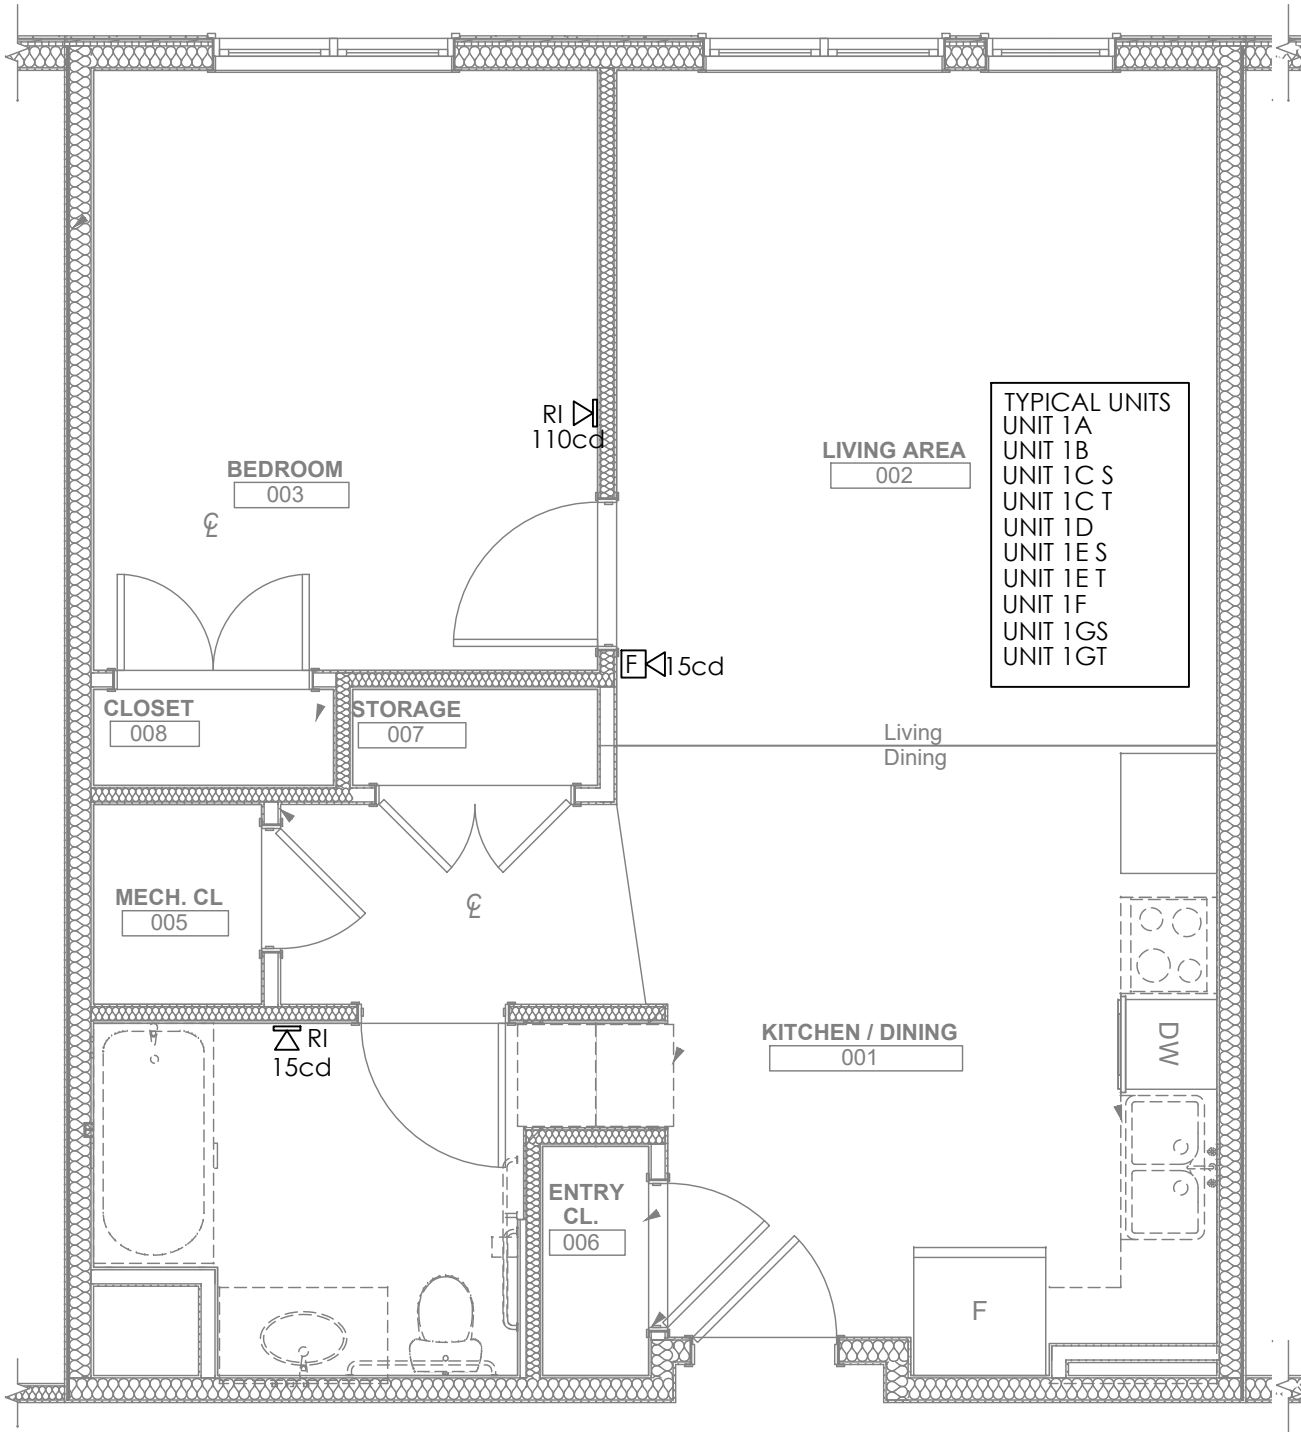 RI
110cd
BEDROOM
003
℄
LIVING AREA
002
TYPICAL UNITS
UNIT 1A
UNIT 1B
UNIT 1C S
UNIT 1C T
UNIT 1D
UNIT 1E S
UNIT 1E T
UNIT 1F
UNIT 1GS
UNIT 1GT
F 15cd
CLOSET
008
STORAGE
007
Living
Dining
MECH. CL
005
℄
RI
15cd
KITCHEN / DINING
001
DW
ENTRY
CL.
006
F